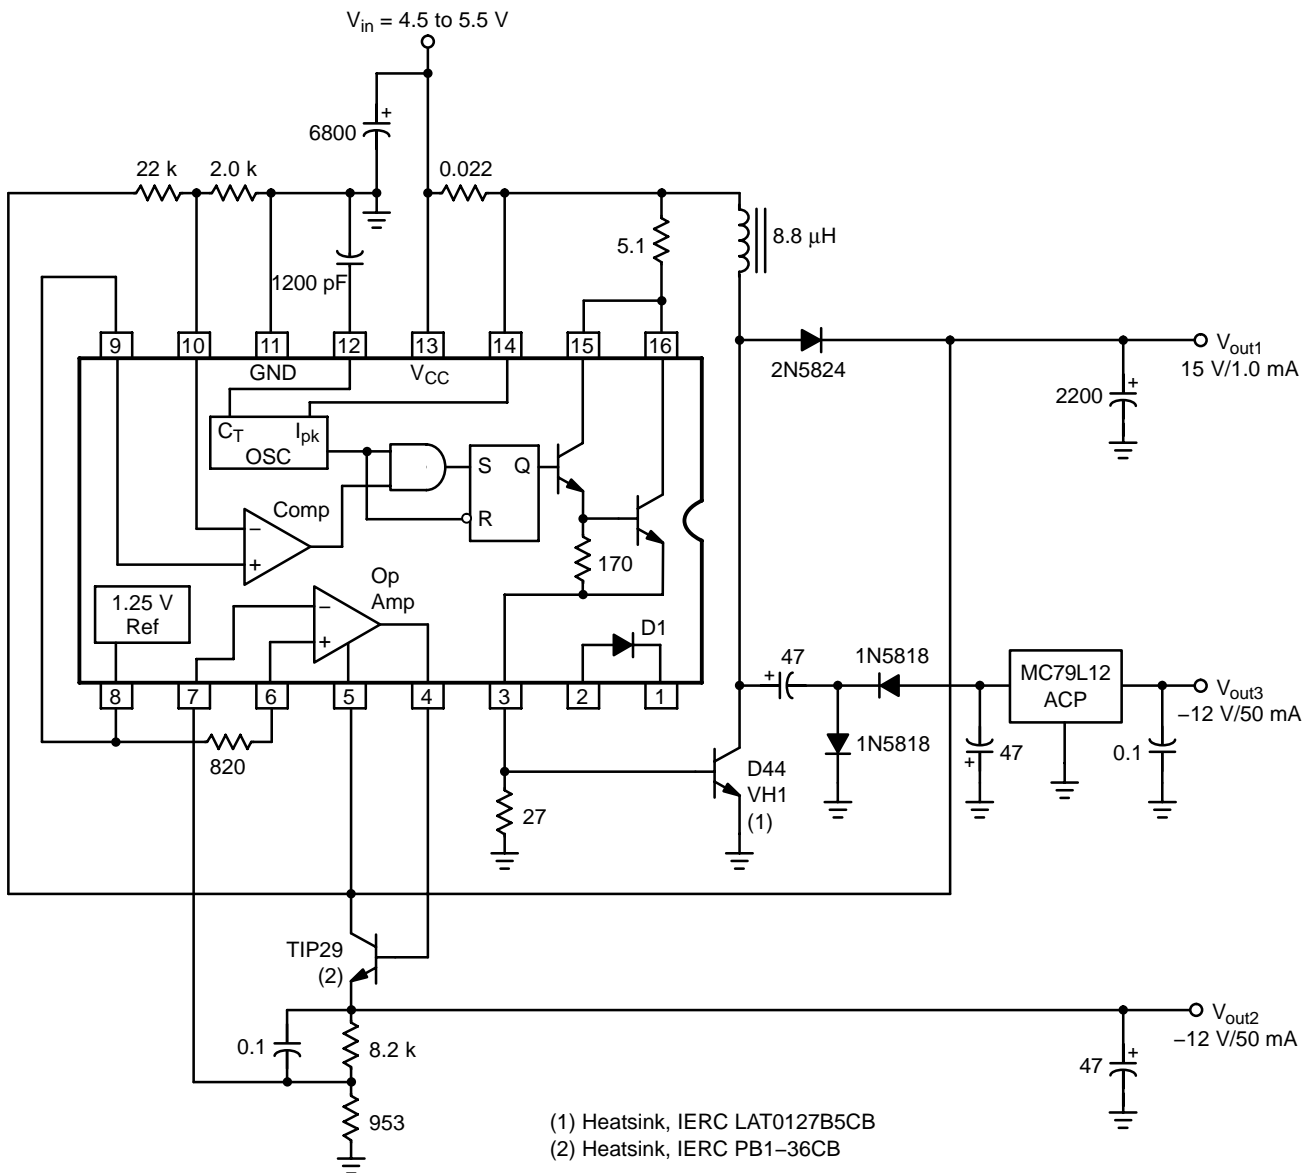 Vin = 4.5 to 5.5 V
+
6800
22 k
2.0 k
0.022
5.1
8.8 μH
1200 pF
9
10
11
12
13
14
15
16
GND
VCC
2N5824
Vout1
15 V/1.0 mA
+
2200
CT
Ipk
OSC
S
Q
R
Comp
−
+
170
Op
Amp
−
+
1.25 V
Ref
D1
8
7
6
5
4
3
2
1
820
+
47
1N5818
1N5818
+
47
MC79L12
ACP
0.1
Vout3
−12 V/50 mA
27
D44
VH1
(1)
TIP29
(2)
0.1
8.2 k
953
+
47
Vout2
−12 V/50 mA
(1) Heatsink, IERC LAT0127B5CB
(2) Heatsink, IERC PB1−36CB